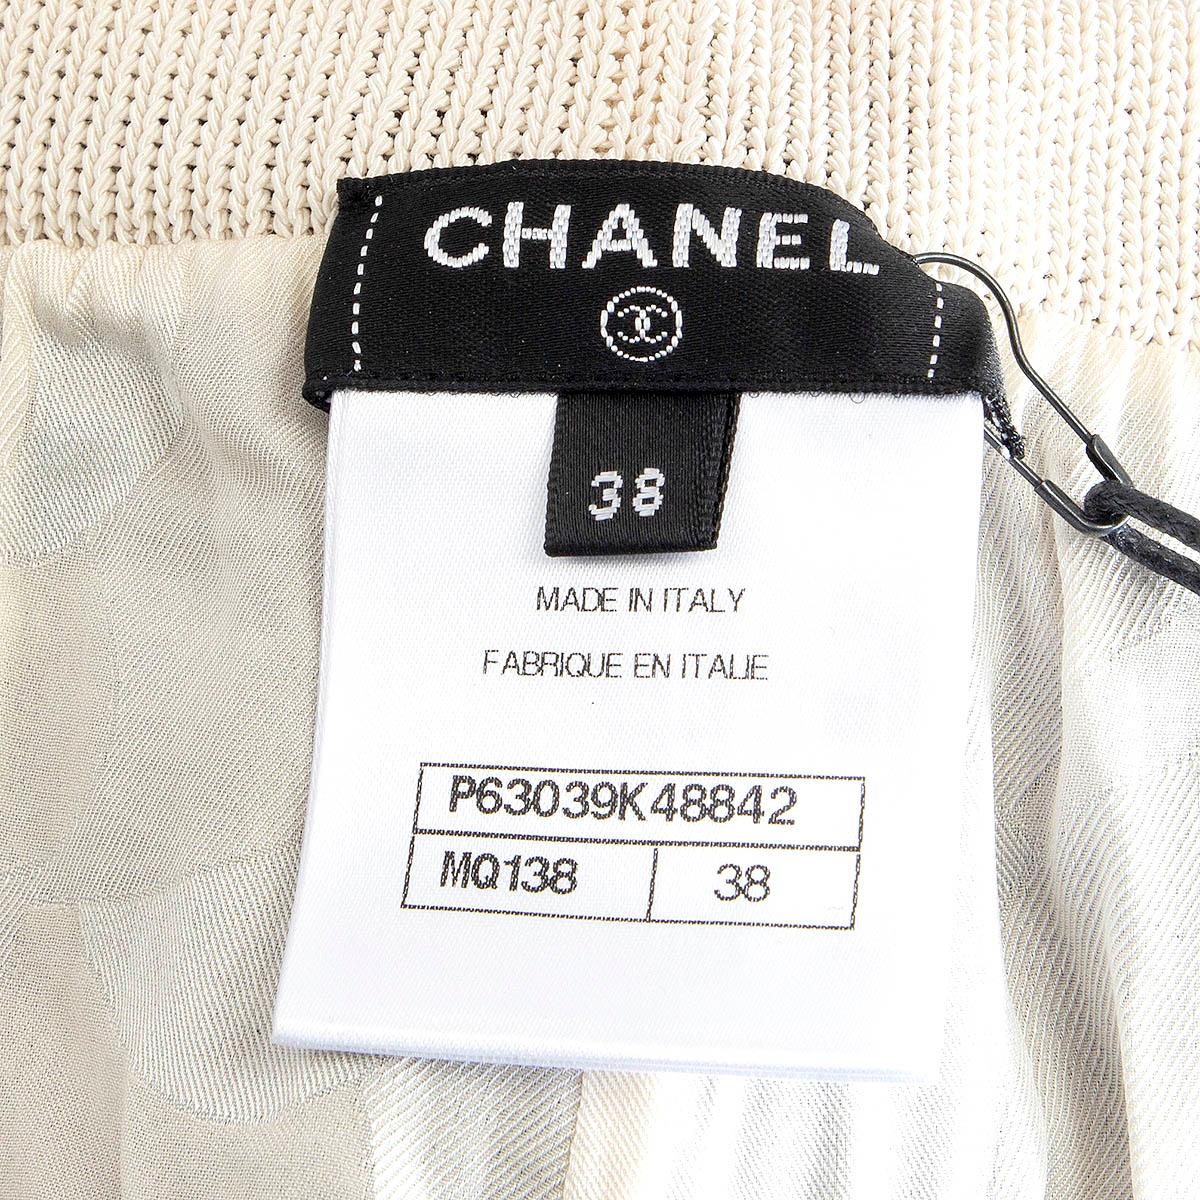 CHANEL
38
MADE IN ITALY
FABRIQUE EN ITALIE
P63039K48842
MQ138 38